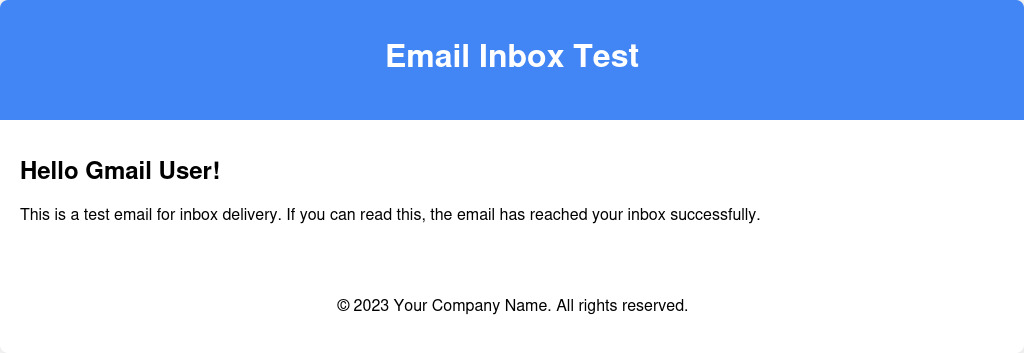 Email Inbox Test
Hello Gmail User!
This is a test email for inbox delivery. If you can read this, the email has reached your inbox successfully.
© 2023 Your Company Name. All rights reserved.